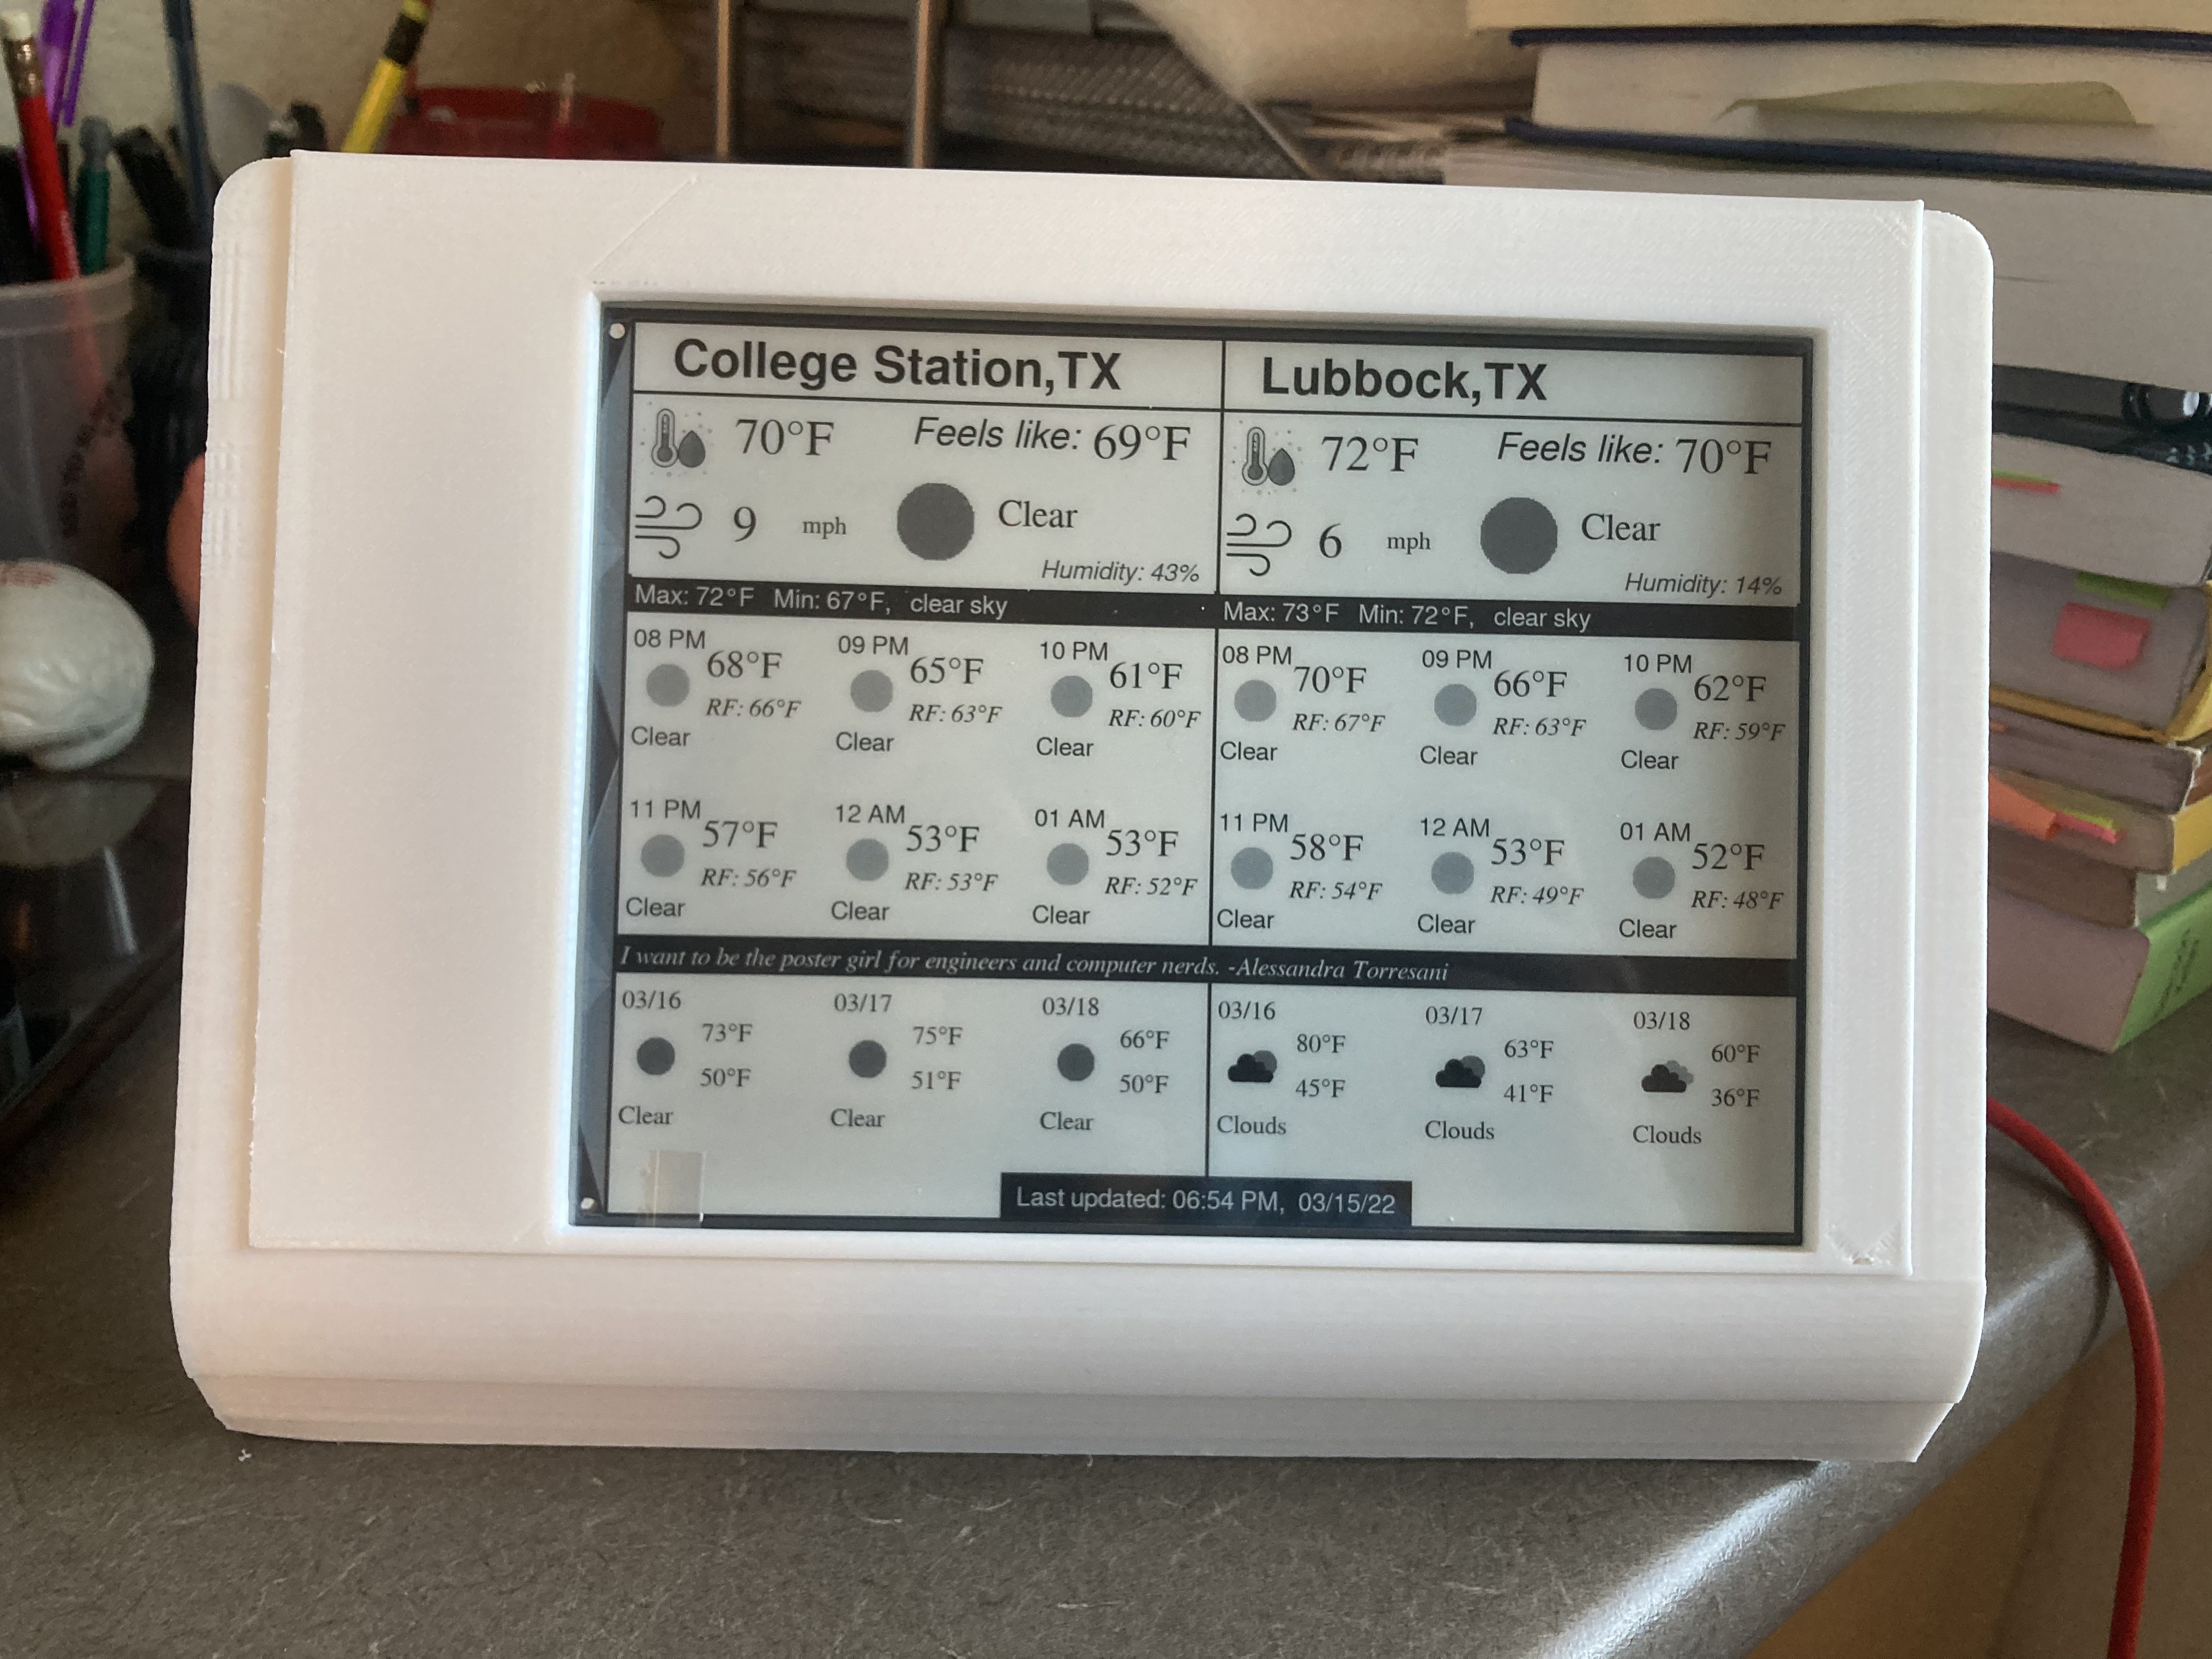 College Station,TX
70°F Feels like: 69°F
9 mph Clear
Humidity: 43%
Max: 72°F Min: 67°F, clear sky
08 PM 09 PM 10 PM
68°F 65°F 61°F
RF: 66°F RF: 63°F RF: 60°F
Clear Clear Clear
11 PM 12 AM 01 AM
57°F 53°F 53°F
RF: 56°F RF: 53°F RF: 52°F
Clear Clear Clear
Lubbock,TX
72°F Feels like: 70°F
6 mph Clear
Humidity: 14%
Max: 73°F Min: 72°F, clear sky
08 PM 09 PM 10 PM
70°F 66°F 62°F
RF: 67°F RF: 63°F RF: 59°F
Clear Clear Clear
11 PM 12 AM 01 AM
58°F 53°F 52°F
RF: 54°F RF: 49°F RF: 48°F
Clear Clear Clear
I want to be the poster girl for engineers and computer nerds. -Alessandra Torresani
03/16 03/17 03/18
73°F 75°F 66°F
50°F 51°F 50°F
Clear Clear Clear
03/16 03/17 03/18
80°F 63°F 60°F
45°F 41°F 36°F
Clouds Clouds Clouds
Last updated: 06:54 PM, 03/15/22